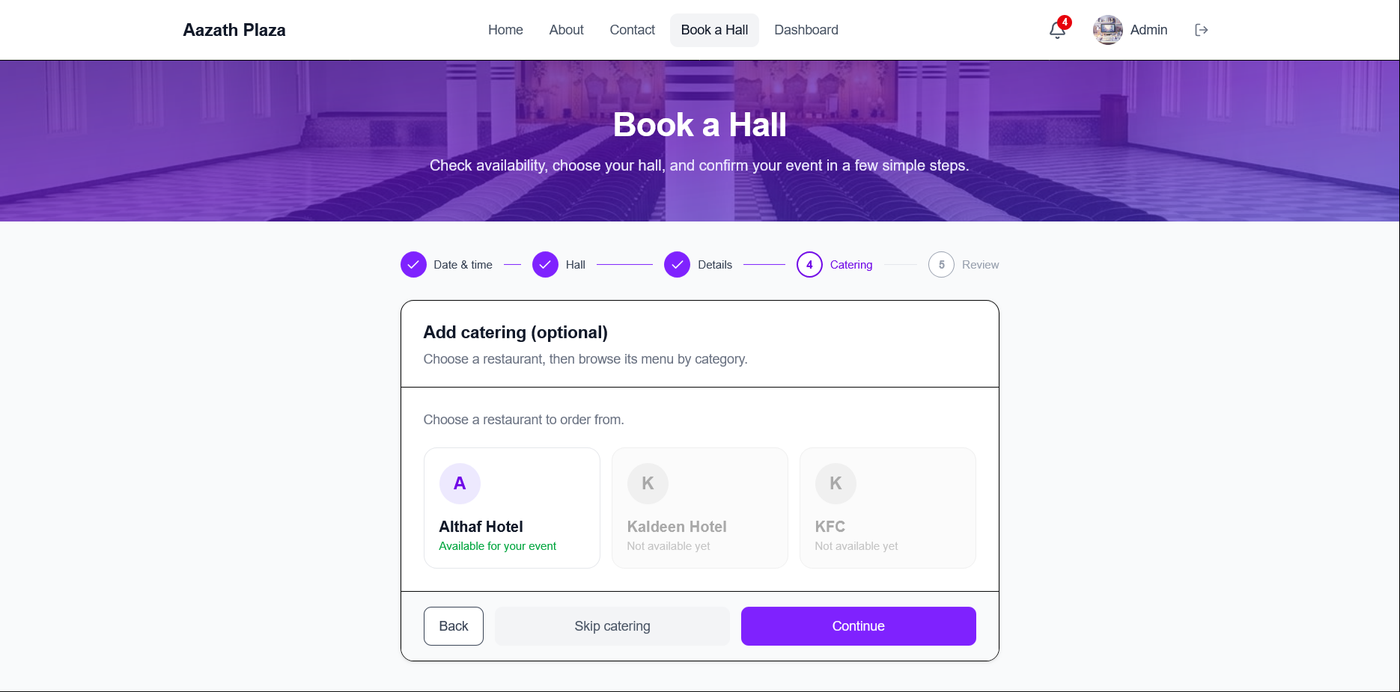 Aazath Plaza
Home
About
Contact
Book a Hall
Dashboard
4
Admin
Book a Hall
Check availability, choose your hall, and confirm your event in a few simple steps.
Date & time
Hall
Details
4
Catering
5
Review
Add catering (optional)
Choose a restaurant, then browse its menu by category.
Choose a restaurant to order from.
A
Althaf Hotel
Available for your event
K
Kaldeen Hotel
Not available yet
K
KFC
Not available yet
Back
Skip catering
Continue